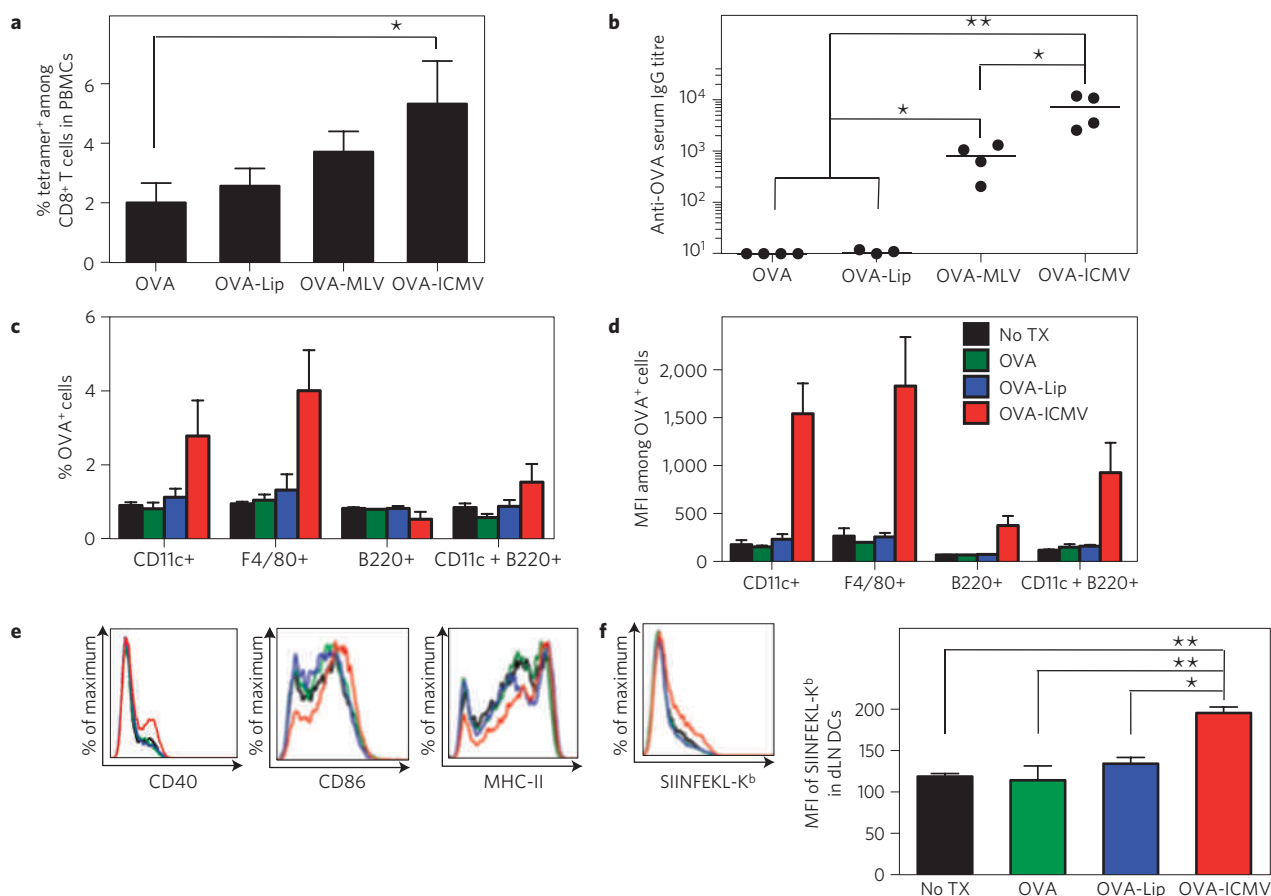 a
% tetramer+ among
CD8+ T cells in PBMCs
6
4
2
0
*
OVA
OVA-Lip
OVA-MLV
OVA-ICMV
b
Anti-OVA serum IgG titre
10⁴
10³
10²
10¹
**
*
*
OVA
OVA-Lip
OVA-MLV
OVA-ICMV
c
% OVA+ cells
6
4
2
0
CD11c+
F4/80+
B220+
CD11c + B220+
d
MFI among OVA+ cells
2,000
1,500
1,000
500
0
No TX
OVA
OVA-Lip
OVA-ICMV
CD11c+
F4/80+
B220+
CD11c + B220+
e
% of maximum
CD40
% of maximum
CD86
% of maximum
MHC-II
f
% of maximum
SIINFEKL-Kᵇ
MFI of SIINFEKL-Kᵇ
in dLN DCs
200
150
100
50
0
**
**
*
No TX
OVA
OVA-Lip
OVA-ICMV